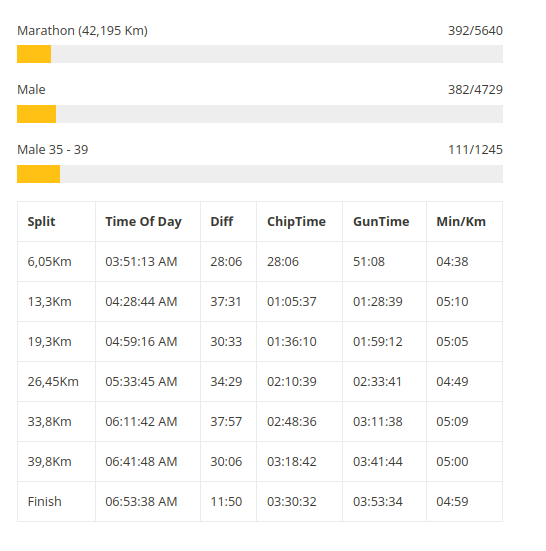 Marathon (42,195 Km) 392/5640
Male 382/4729
Male 35 - 39 111/1245
Split Time Of Day Diff ChipTime GunTime Min/Km
6,05Km 03:51:13 AM 28:06 28:06 51:08 04:38
13,3Km 04:28:44 AM 37:31 01:05:37 01:28:39 05:10
19,3Km 04:59:16 AM 30:33 01:36:10 01:59:12 05:05
26,45Km 05:33:45 AM 34:29 02:10:39 02:33:41 04:49
33,8Km 06:11:42 AM 37:57 02:48:36 03:11:38 05:09
39,8Km 06:41:48 AM 30:06 03:18:42 03:41:44 05:00
Finish 06:53:38 AM 11:50 03:30:32 03:53:34 04:59